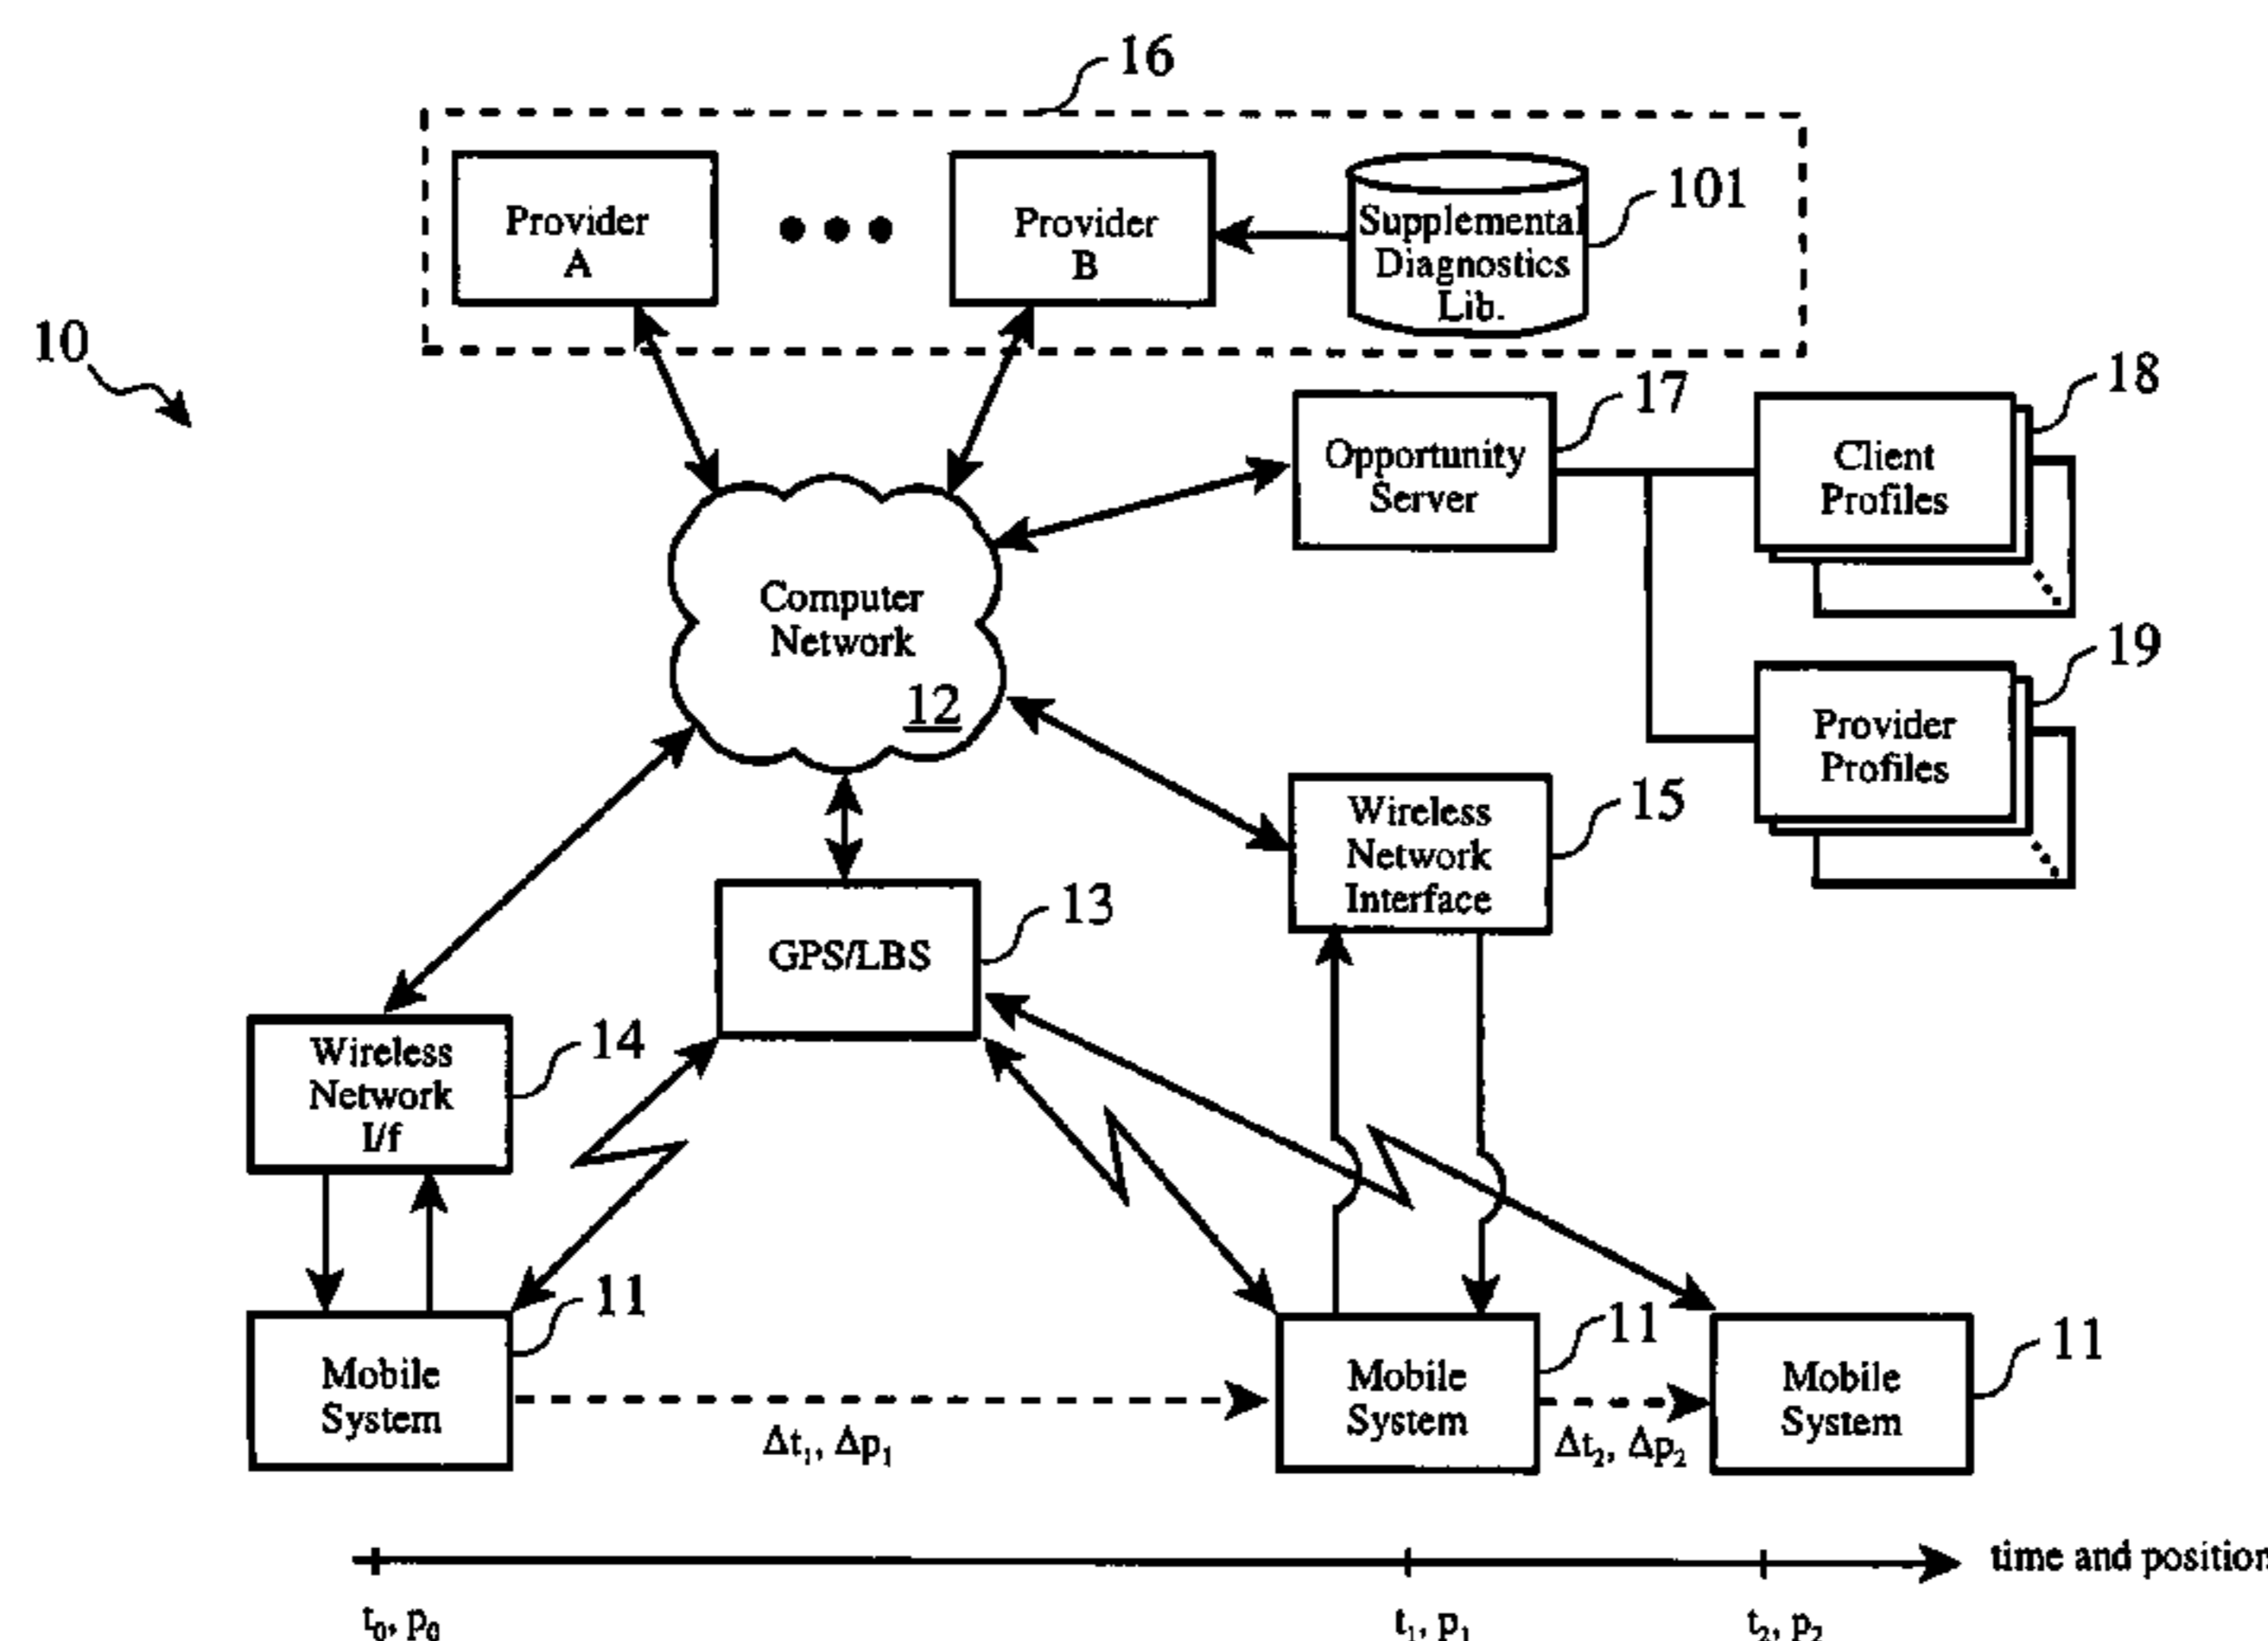 16
Provider
A
Provider
B
Supplemental
Diagnostics
Lib.
101
10
Opportunity
Server
17
Client
Profiles
18
Computer
Network
12
Provider
Profiles
19
Wireless
Network
Interface
15
GPS/LBS
13
Wireless
Network
I/f
14
Mobile
System
11
Mobile
System
11
Mobile
System
11
Δt₁, Δp₁
Δt₂, Δp₂
time and position
t₀, p₀
t₁, p₁
t₂, p₂